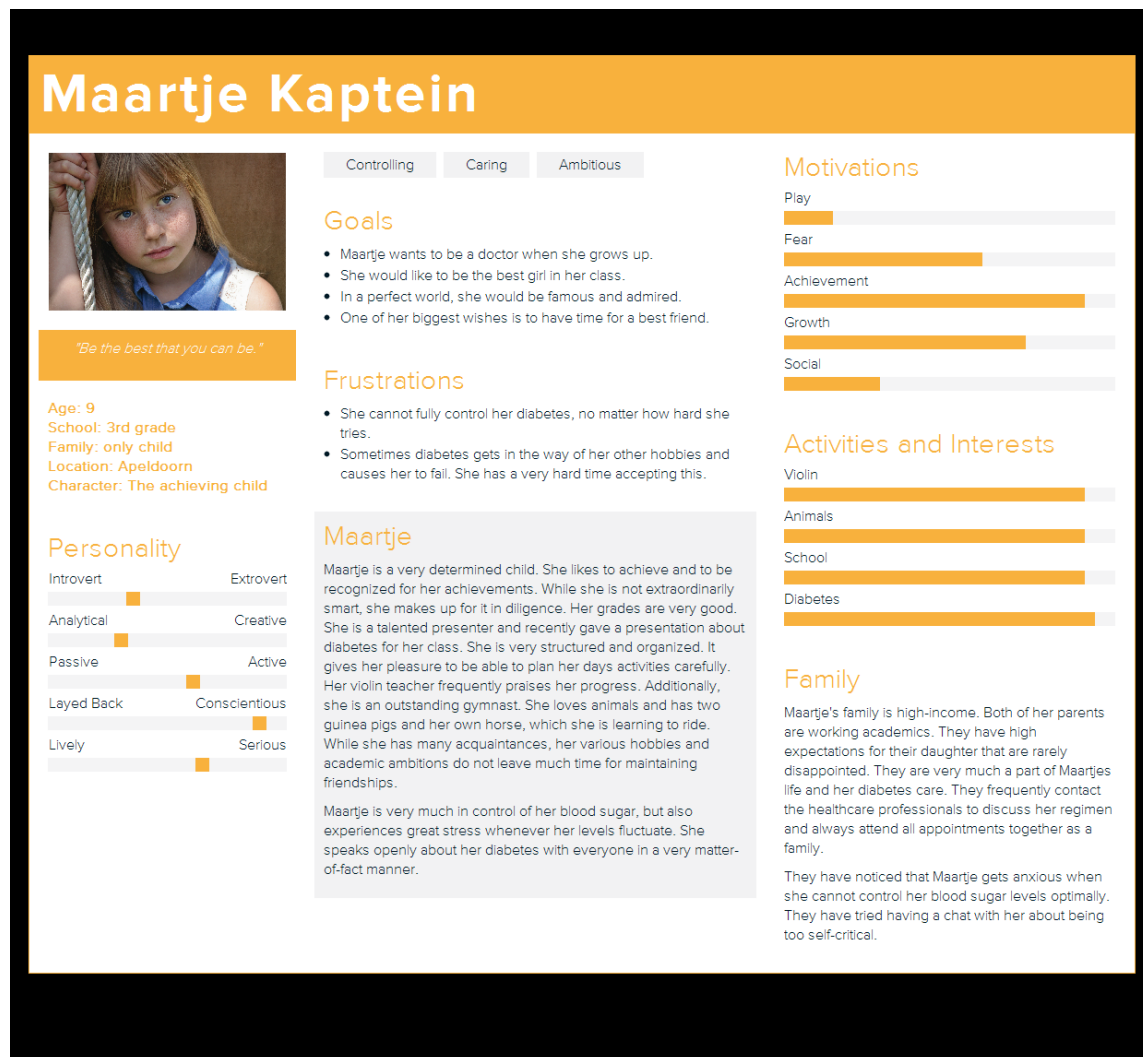 Maartje Kaptein
"Be the best that you can be."
Age: 9
School: 3rd grade
Family: only child
Location: Apeldoorn
Character: The achieving child
Personality
Introvert Extrovert
Analytical Creative
Passive Active
Layed Back Conscientious
Lively Serious
Controlling Caring Ambitious
Goals
• Maartje wants to be a doctor when she grows up.
• She would like to be the best girl in her class.
• In a perfect world, she would be famous and admired.
• One of her biggest wishes is to have time for a best friend.
Frustrations
• She cannot fully control her diabetes, no matter how hard she
tries.
• Sometimes diabetes gets in the way of her other hobbies and
causes her to fail. She has a very hard time accepting this.
Maartje
Maartje is a very determined child. She likes to achieve and to be
recognized for her achievements. While she is not extraordinarily
smart, she makes up for it in diligence. Her grades are very good.
She is a talented presenter and recently gave a presentation about
diabetes for her class. She is very structured and organized. It
gives her pleasure to be able to plan her days activities carefully.
Her violin teacher frequently praises her progress. Additionally,
she is an outstanding gymnast. She loves animals and has two
guinea pigs and her own horse, which she is learning to ride.
While she has many acquaintances, her various hobbies and
academic ambitions do not leave much time for maintaining
friendships.
Maartje is very much in control of her blood sugar, but also
experiences great stress whenever her levels fluctuate. She
speaks openly about her diabetes with everyone in a very matter-
of-fact manner.
Motivations
Play
Fear
Achievement
Growth
Social
Activities and Interests
Violin
Animals
School
Diabetes
Family
Maartje's family is high-income. Both of her parents
are working academics. They have high
expectations for their daughter that are rarely
disappointed. They are very much a part of Maartjes
life and her diabetes care. They frequently contact
the healthcare professionals to discuss her regimen
and always attend all appointments together as a
family.
They have noticed that Maartje gets anxious when
she cannot control her blood sugar levels optimally.
They have tried having a chat with her about being
too self-critical.